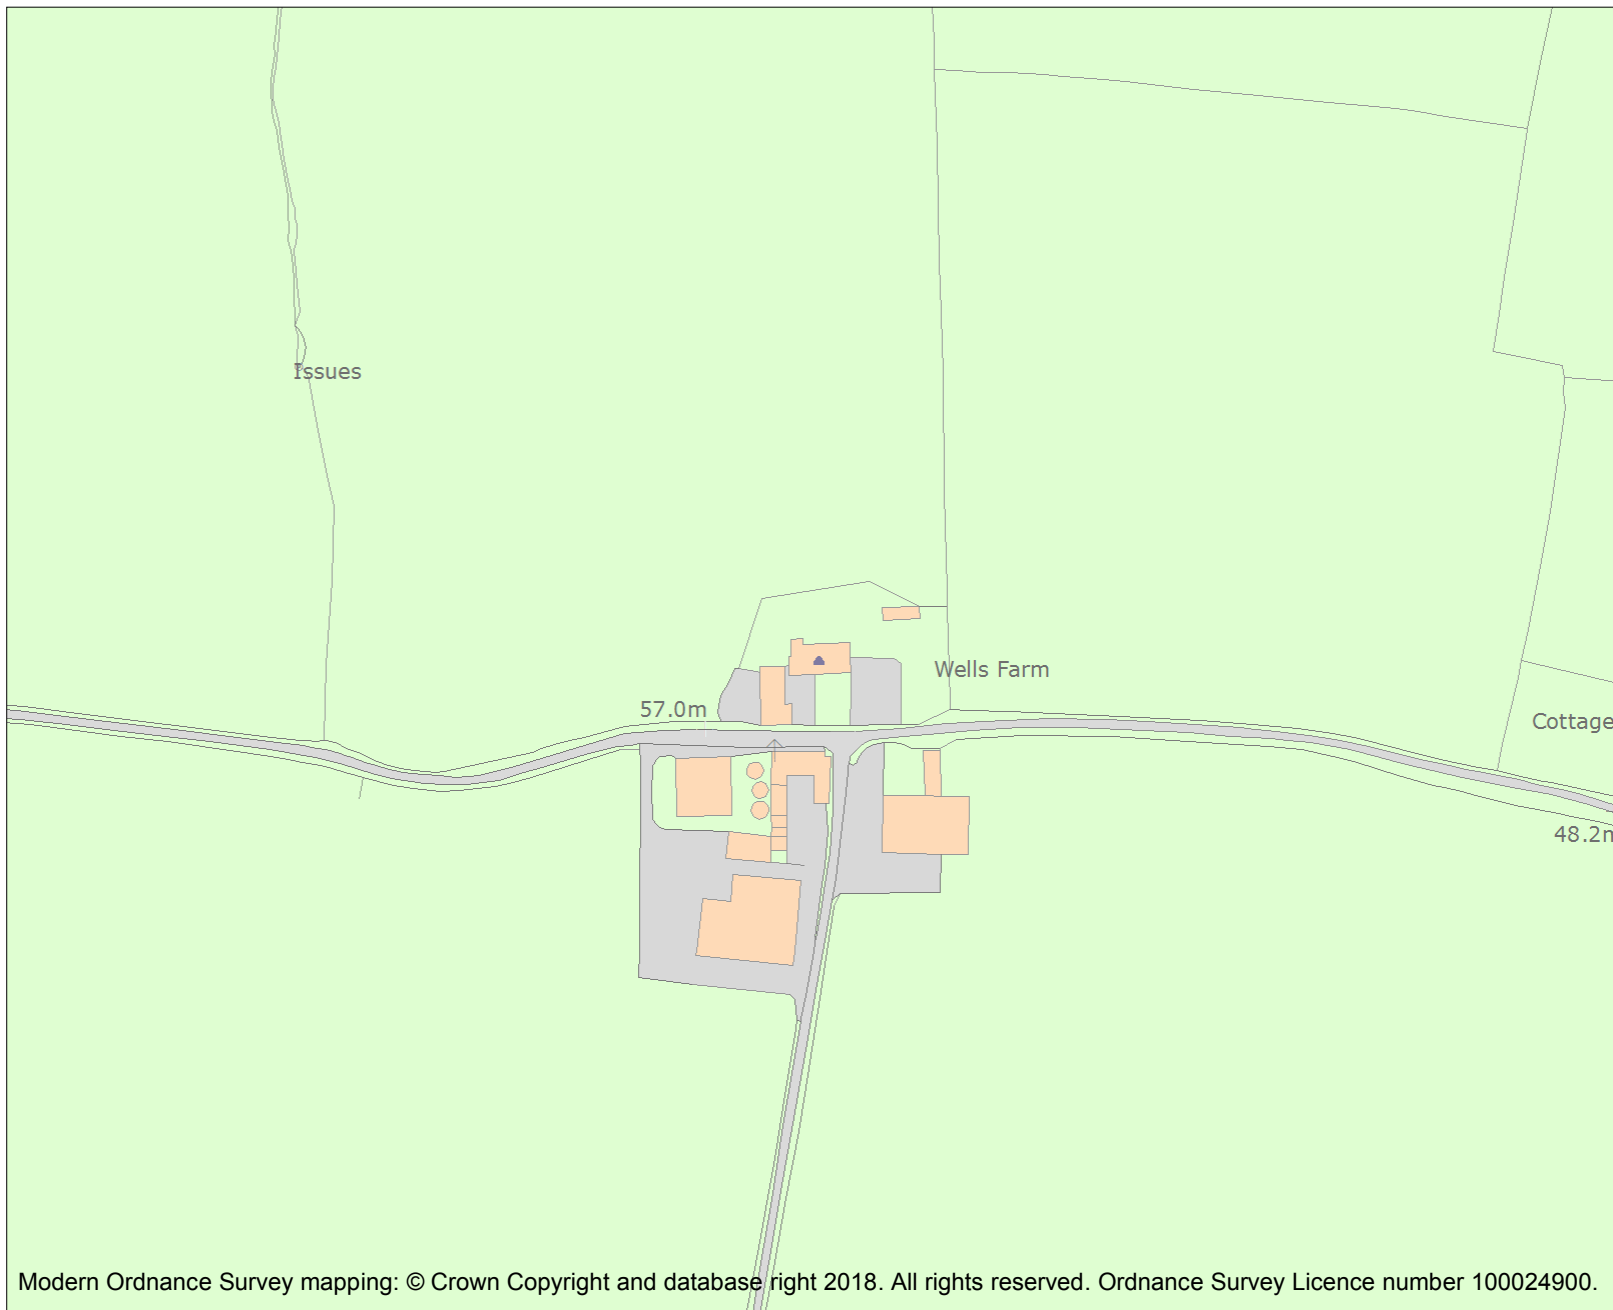 Issues
Wells Farm
57.0m
Cottage
48.2m
Modern Ordnance Survey mapping: © Crown Copyright and database right 2018. All rights reserved. Ordnance Survey Licence number 100024900.